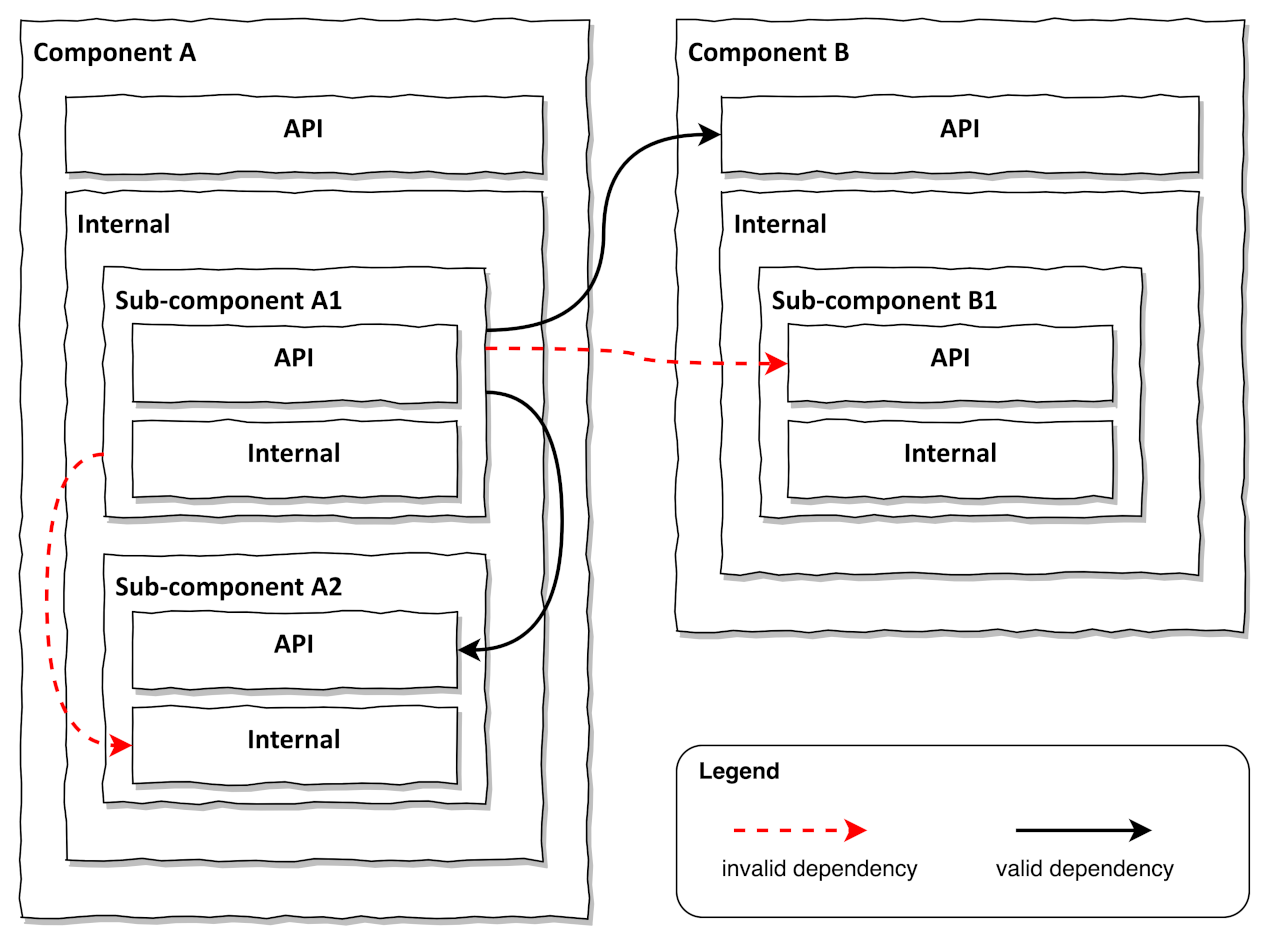 Component A
API
Internal
Sub-component A1
API
Internal
Sub-component A2
API
Internal
Component B
API
Internal
Sub-component B1
API
Internal
Legend
invalid dependency
valid dependency